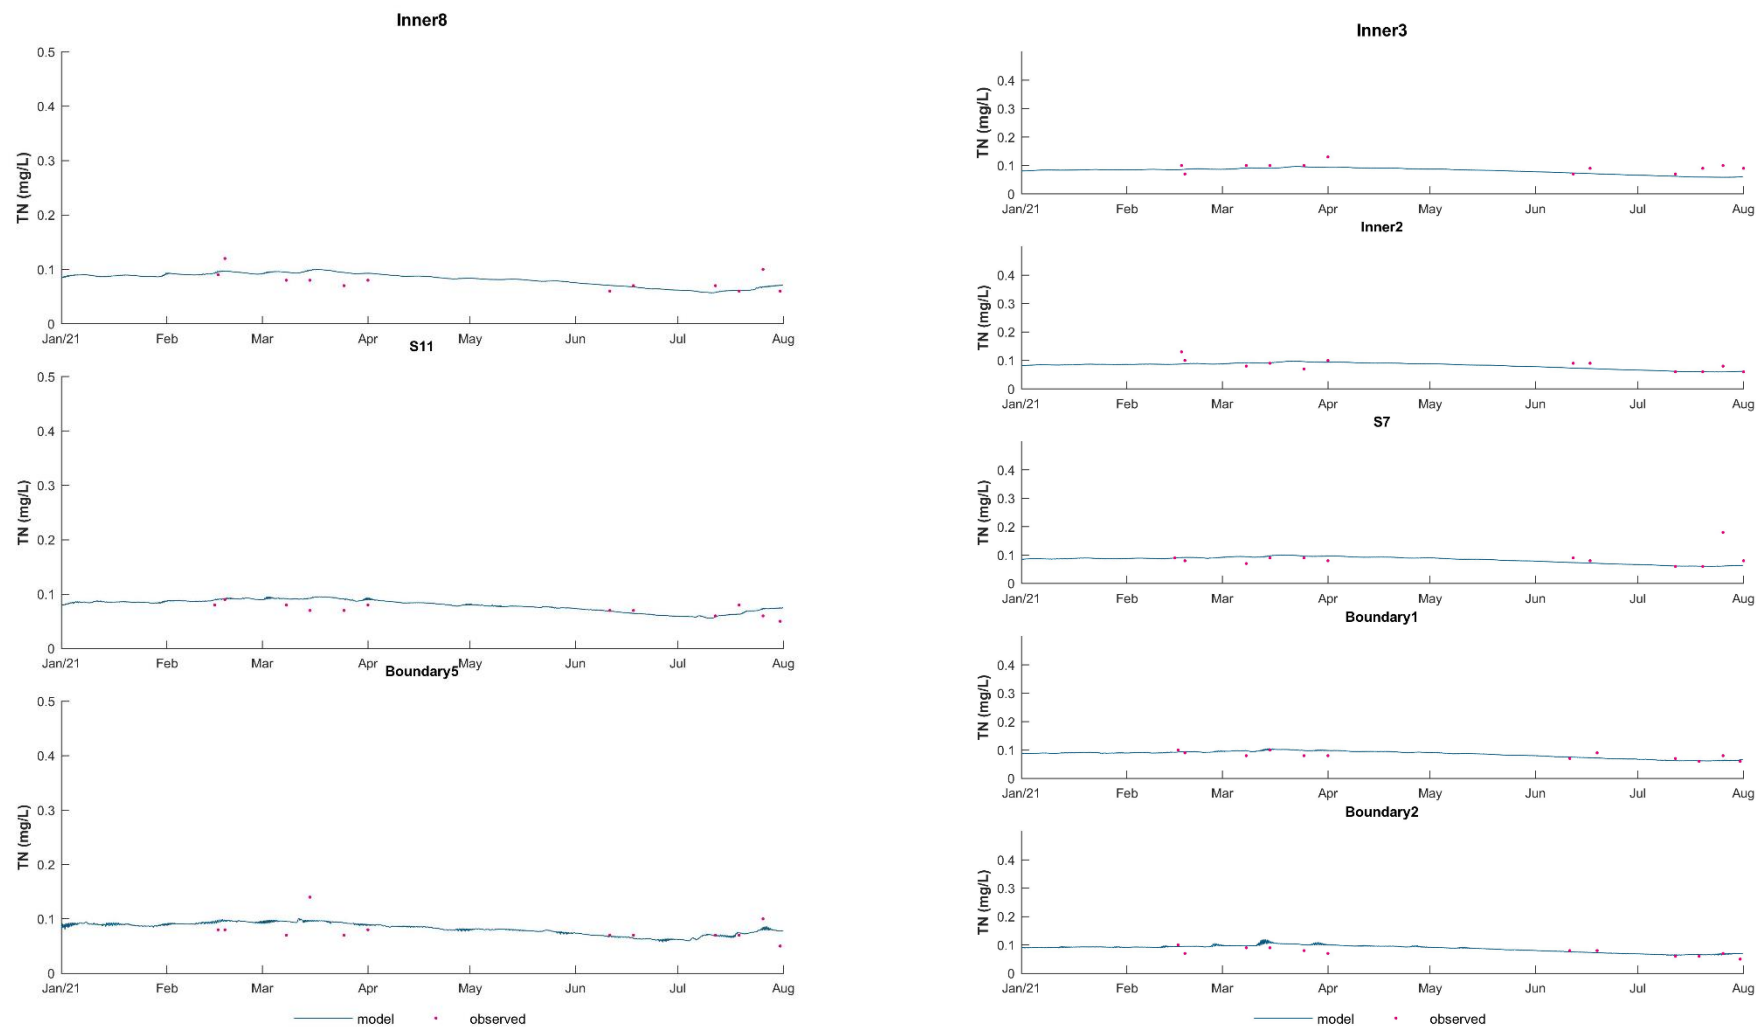 Inner8
0.5
0.4
0.3
0.2
0.1
0
TN (mg/L)
Jan/21 Feb Mar Apr May Jun Jul Aug
S11
0.5
0.4
0.3
0.2
0.1
0
TN (mg/L)
Jan/21 Feb Mar Apr May Jun Jul Aug
Boundary5
0.5
0.4
0.3
0.2
0.1
0
TN (mg/L)
Jan/21 Feb Mar Apr May Jun Jul Aug
model observed
Inner3
0.4
0.3
0.2
0.1
0
TN (mg/L)
Jan/21 Feb Mar Apr May Jun Jul Aug
Inner2
0.4
0.3
0.2
0.1
0
TN (mg/L)
Jan/21 Feb Mar Apr May Jun Jul Aug
S7
0.4
0.3
0.2
0.1
0
TN (mg/L)
Jan/21 Feb Mar Apr May Jun Jul Aug
Boundary1
0.4
0.3
0.2
0.1
0
TN (mg/L)
Jan/21 Feb Mar Apr May Jun Jul Aug
Boundary2
0.4
0.3
0.2
0.1
0
TN (mg/L)
Jan/21 Feb Mar Apr May Jun Jul Aug
model observed